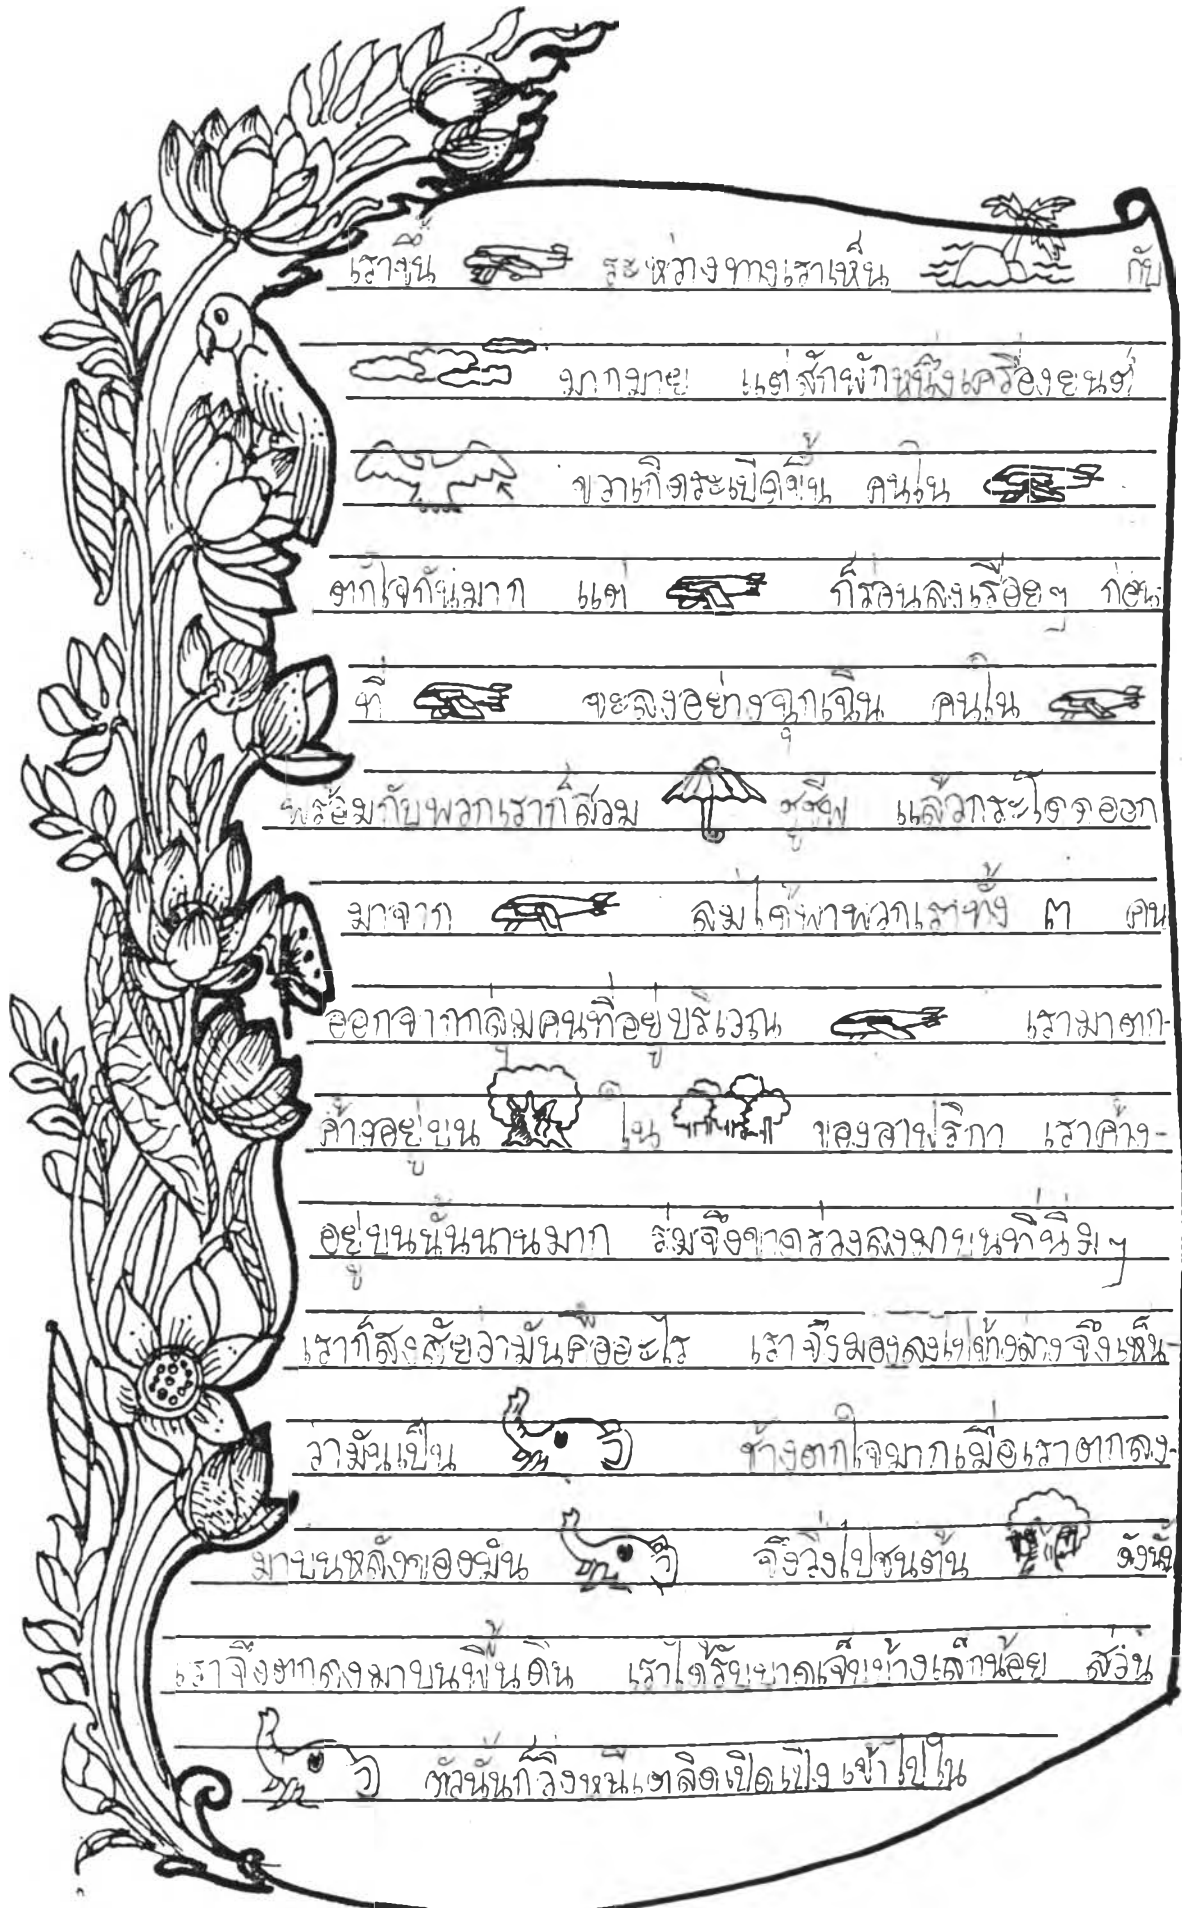 เราขึ้น ระหว่างทางเราเห็น กับ
มากมาย แต่สักพักหนึ่งเครื่องยนต์
ขวาเกิดระเบิดขึ้น คนใน
ตกใจกันมาก แต่ ก็ร่อนลงเรื่อยๆ ก่อน
ที่ จะลงอย่างฉุกเฉิน คนใน
พร้อมกับพวกเราก็สวม ชูชีพ แล้วกระโดดออก
มาจาก ลมได้พาพวกเราทั้ง ๓ คน
ออกจากกลุ่มคนที่อยู่บริเวณ เรามาตก-
ค้างอยู่บน ใน ของอาฟริกา เราค้าง-
อยู่บนนั้นนานมาก ร่มจึงขาดร่วงลงมาบนที่นิ่มๆ
เราก็สงสัยว่ามันคืออะไร เราจึงมองลงไปข้างล่างจึงเห็น-
ว่ามันเป็น ช้างตกใจมากเมื่อเราตกลง-
มาบนหลังของมัน จึงวิ่งไปชนต้น ดังนั้น
เราจึงตกลงมาบนพื้นดิน เราได้รับบาดเจ็บบ้างเล็กน้อย ส่วน
ตัวนั้นก็วิ่งหนีเตลิดเปิดเปิงเข้าไปใน